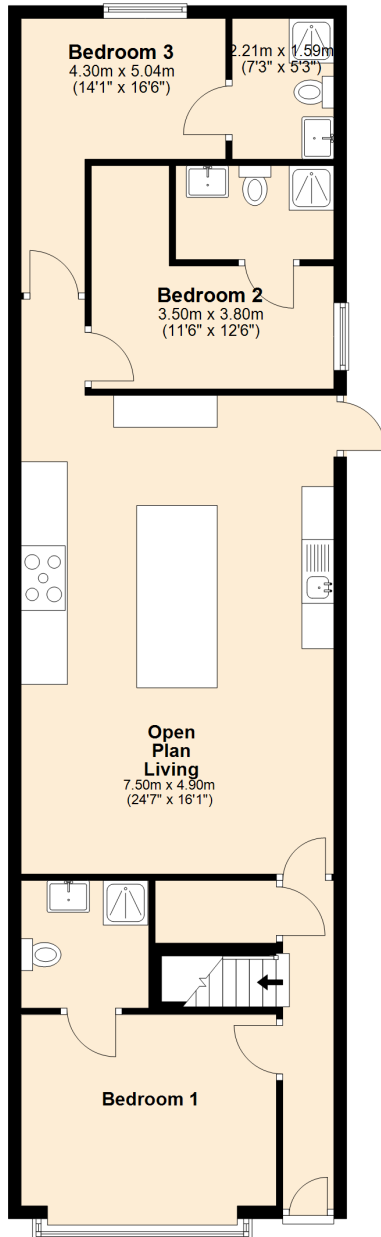 Bedroom 3
4.30m x 5.04m
(14'1" x 16'6")
2.21m x 1.59m
(7'3" x 5'3")
Bedroom 2
3.50m x 3.80m
(11'6" x 12'6")
Open
Plan
Living
7.50m x 4.90m
(24'7" x 16'1")
Bedroom 1